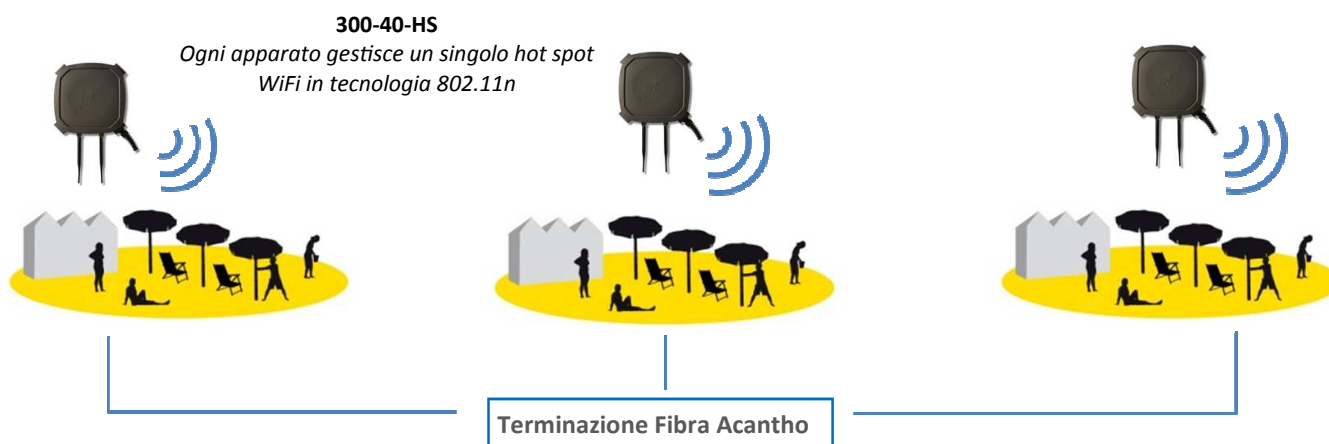 300-40-HS
Ogni apparato gestisce un singolo hot spot
WiFi in tecnologia 802.11n
Terminazione Fibra Acantho